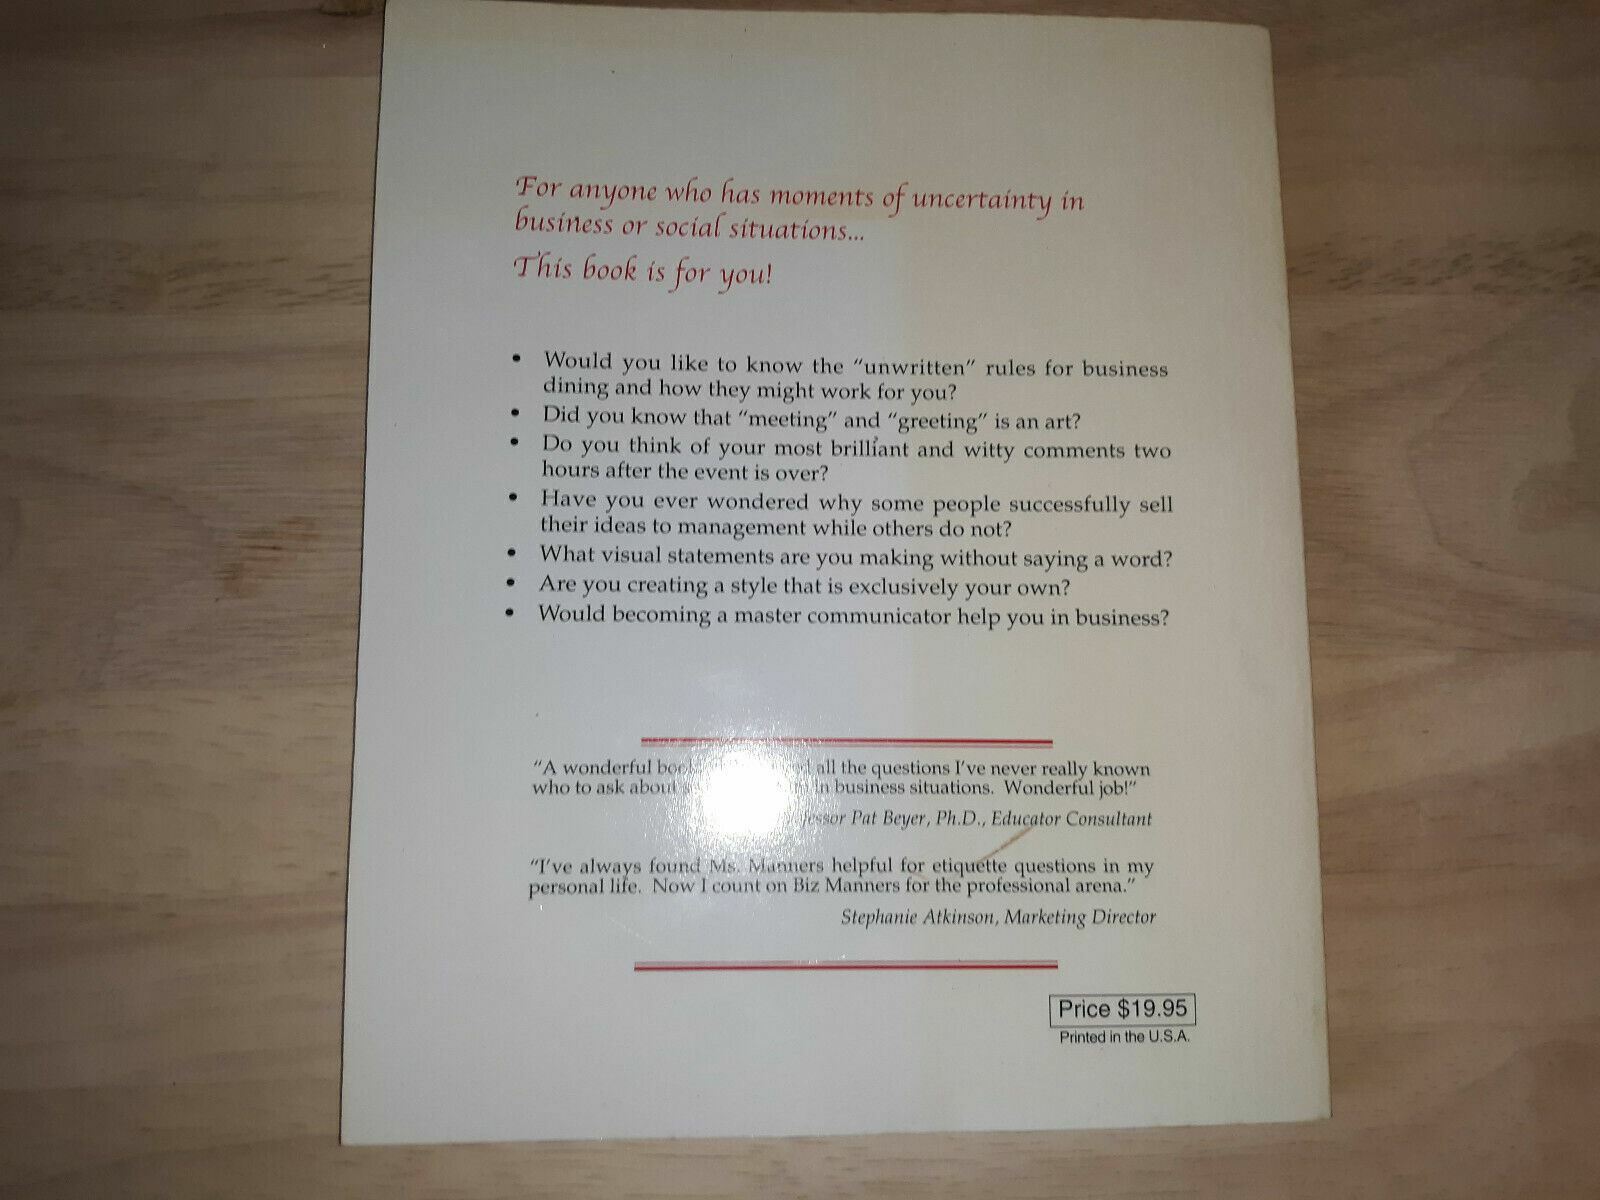 For anyone who has moments of uncertainty in
business or social situations...
This book is for you!
• Would you like to know the "unwritten" rules for business
dining and how they might work for you?
• Did you know that "meeting" and "greeting" is an art?
• Do you think of your most brilliant and witty comments two
hours after the event is over?
• Have you ever wondered why some people successfully sell
their ideas to management while others do not?
• What visual statements are you making without saying a word?
• Are you creating a style that is exclusively your own?
• Would becoming a master communicator help you in business?
"A wonderful all the questions I've never really known
who to ask about in business situations. Wonderful job!"
Pat Beyer, Ph.D., Educator Consultant
"I've always found Ms. Manners helpful for etiquette questions in my
personal life. Now I count on Biz Manners for the professional arena."
Stephanie Atkinson, Marketing Director
Price $19.95
Printed in the U.S.A.